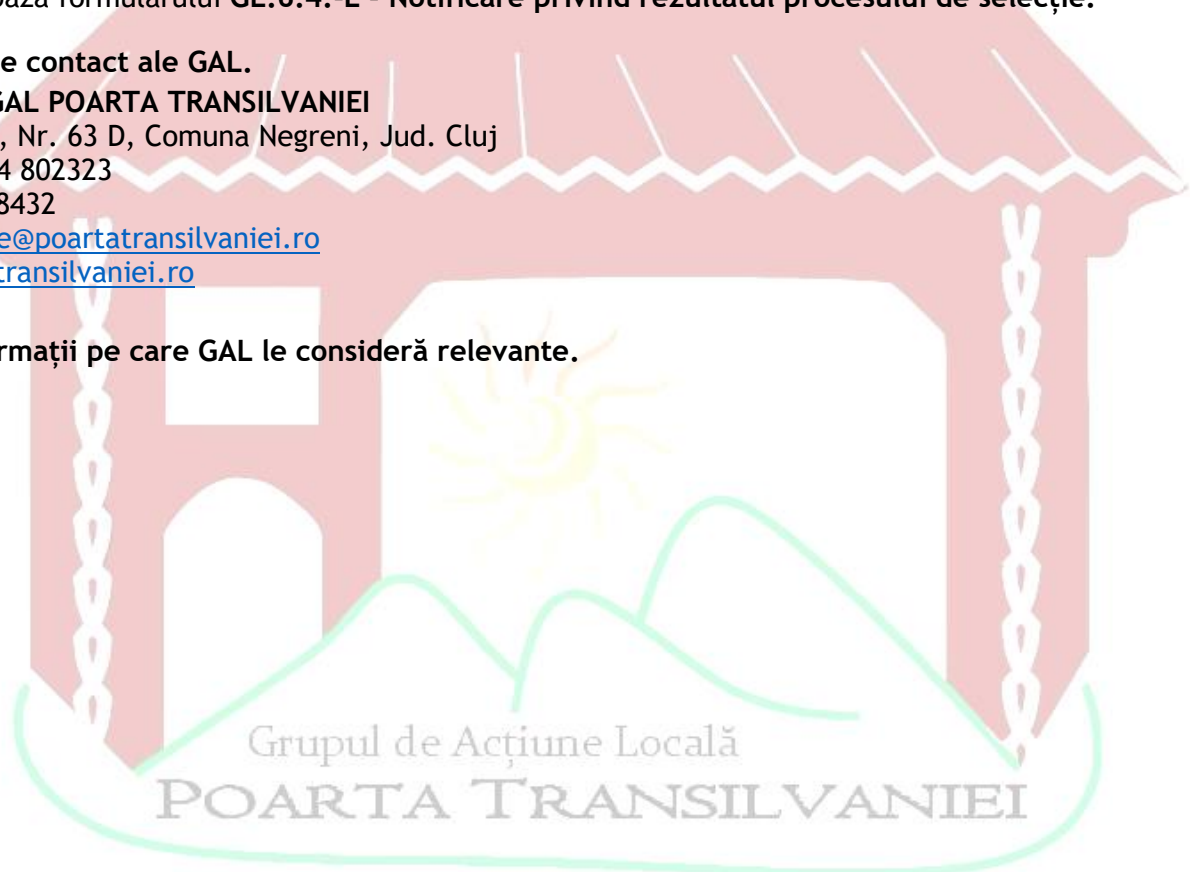 baza formularului GE.6.4.-L – Notificare privind rezultatul procesului de selecție.
e contact ale GAL.
GAL POARTA TRANSILVANIEI
, Nr. 63 D, Comuna Negreni, Jud. Cluj
4 802323
8432
e@poartatransilvaniei.ro
transilvaniei.ro
rmații pe care GAL le consideră relevante.
Grupul de Acțiune Locală
POARTA TRANSILVANIEI